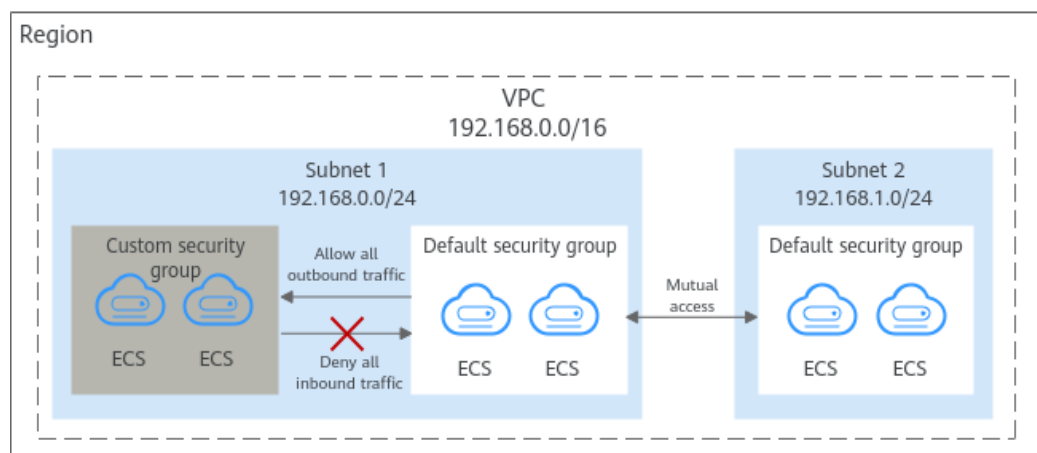 Region
VPC
192.168.0.0/16
Subnet 1
192.168.0.0/24
Custom security
group
ECS
ECS
Allow all
outbound traffic
Deny all
inbound traffic
Default security group
ECS
ECS
Mutual
access
Subnet 2
192.168.1.0/24
Default security group
ECS
ECS